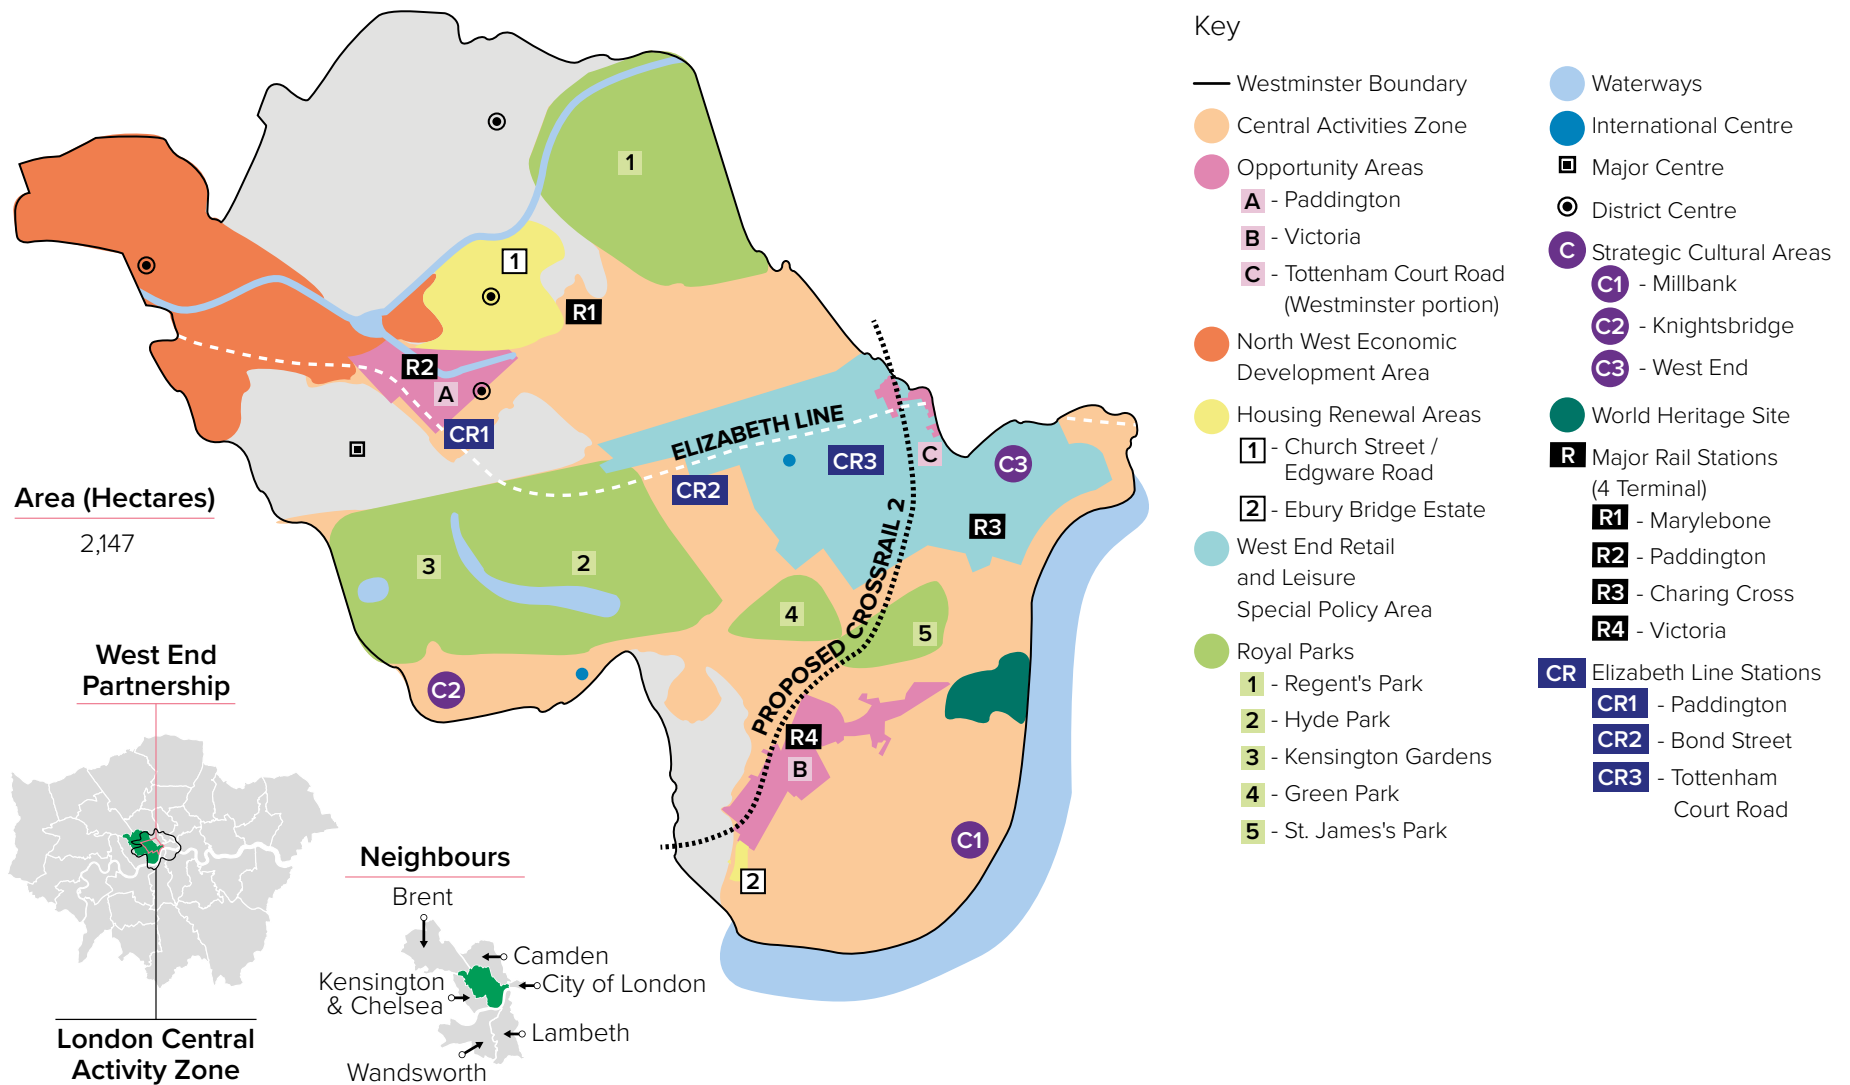 1
1
R1
R2
A
CR1
ELIZABETH LINE
CR2
CR3
C
C3
R3
PROPOSED CROSSRAIL 2
3
2
4
5
C2
R4
B
C1
2
Area (Hectares)
2,147
West End
Partnership
London Central
Activity Zone
Neighbours
Brent
Camden
City of London
Kensington
& Chelsea
Lambeth
Wandsworth
Key
Westminster Boundary
Central Activities Zone
Opportunity Areas
A - Paddington
B - Victoria
C - Tottenham Court Road
(Westminster portion)
North West Economic
Development Area
Housing Renewal Areas
1 - Church Street /
Edgware Road
2 - Ebury Bridge Estate
West End Retail
and Leisure
Special Policy Area
Royal Parks
1 - Regent's Park
2 - Hyde Park
3 - Kensington Gardens
4 - Green Park
5 - St. James's Park
Waterways
International Centre
Major Centre
District Centre
C Strategic Cultural Areas
C1 - Millbank
C2 - Knightsbridge
C3 - West End
World Heritage Site
R Major Rail Stations
(4 Terminal)
R1 - Marylebone
R2 - Paddington
R3 - Charing Cross
R4 - Victoria
CR Elizabeth Line Stations
CR1 - Paddington
CR2 - Bond Street
CR3 - Tottenham
Court Road